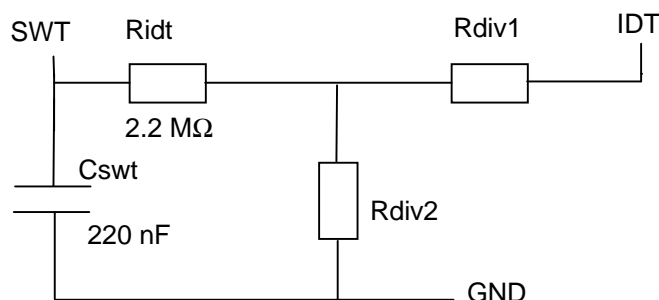 SWT
Ridt
Rdiv1
IDT
2.2 MΩ
Cswt
Rdiv2
220 nF
GND